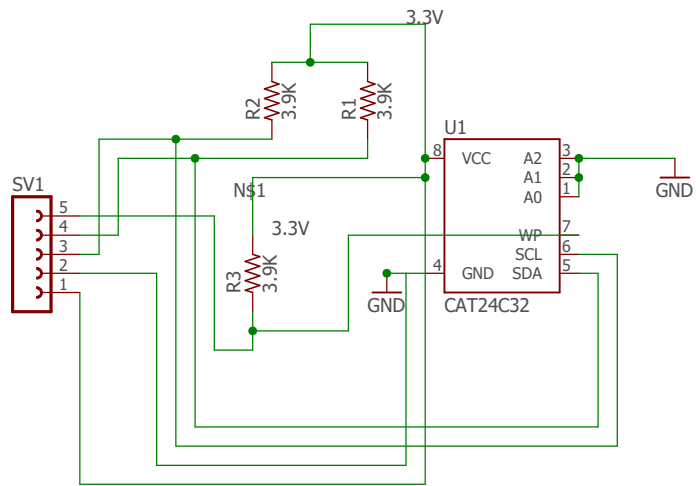 3.3V
R2
3.9K
R1
3.9K
U1
8
VCC
A2
3
A1
2
A0
1
GND
SV1
N$1
5
4
3
2
1
3.3V
R3
3.9K
WP
7
SCL
6
4
GND
SDA
5
GND
CAT24C32